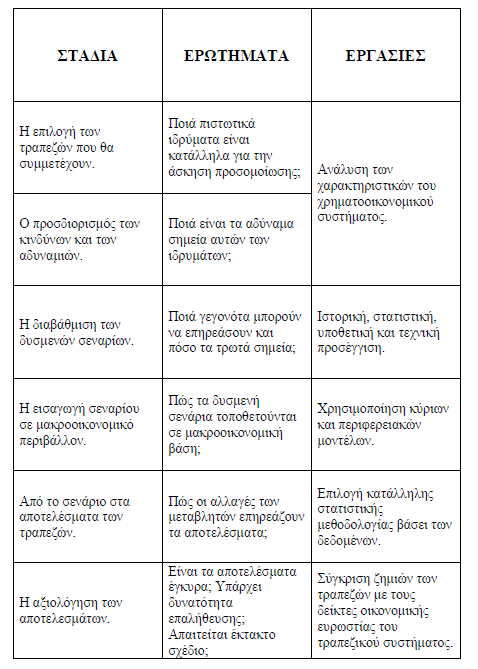 ΣΤΑΔΙΑ
ΕΡΩΤΗΜΑΤΑ
ΕΡΓΑΣΙΕΣ
Η επιλογή των
τραπεζών που θα
συμμετέχουν.
Ποιά πιστωτικά
ιδρύματα είναι
κατάλληλα για την
άσκηση προσομοίωσης;
Ανάλυση των
χαρακτηριστικών του
χρηματοοικονομικού
συστήματος.
Ο προσδιορισμός των
κινδύνων και των
αδυναμιών.
Ποιά είναι τα αδύναμα
σημεία αυτών των
ιδρυμάτων;
Η διαβάθμιση των
δυσμενών σεναρίων.
Ποιά γεγονότα μπορούν
να επηρεάσουν και
πόσο τα τρωτά σημεία;
Ιστορική, στατιστική,
υποθετική και τεχνική
προσέγγιση.
Η εισαγωγή σεναρίου
σε μακροοικονομικό
περιβάλλον.
Πώς τα δυσμενή
σενάρια τοποθετούνται
σε μακροοικονομική
βάση;
Χρησιμοποίηση κύριων
και περιφερειακών
μοντέλων.
Από το σενάριο στα
αποτελέσματα των
τραπεζών.
Πώς οι αλλαγές των
μεταβλητών επηρεάζουν
τα αποτελέσματα;
Επιλογή κατάλληλης
στατιστικής
μεθοδολογίας βάσει των
δεδομένων.
Η αξιολόγηση των
αποτελεσμάτων.
Είναι τα αποτελέσματα
έγκυρα; Υπάρχει
δυνατότητα
επαλήθευσης;
Απαιτείται έκτακτο
σχέδιο;
Σύγκριση ζημιών των
τραπεζών με τους
δείκτες οικονομικής
ευρωστίας του
τραπεζικού συστήματος.